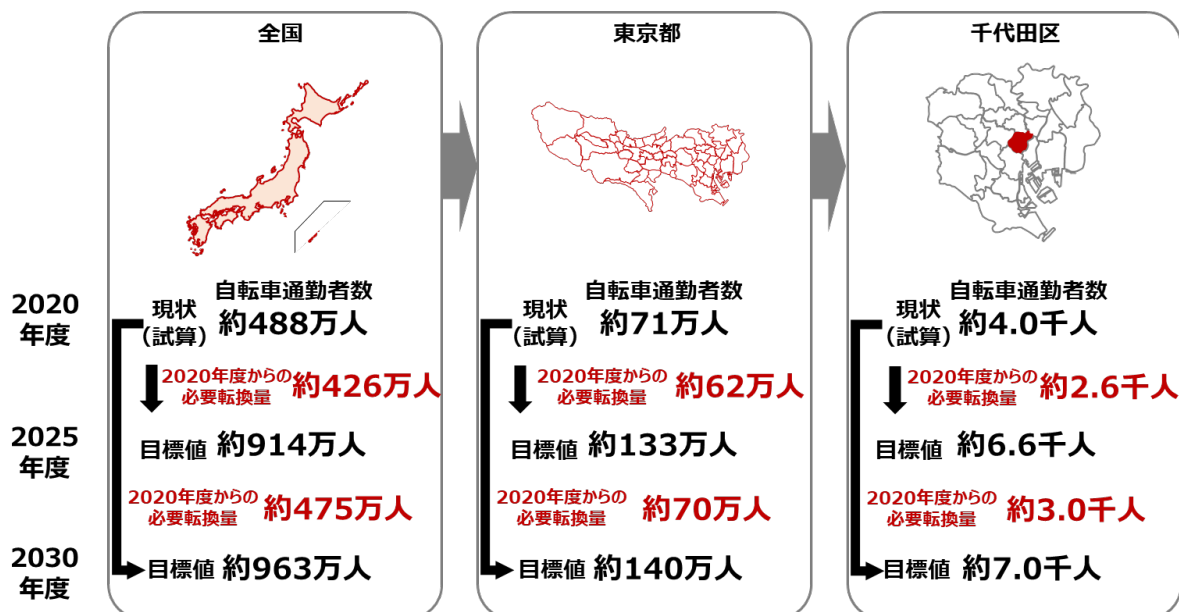 全国
東京都
千代田区
2020
年度
自転車通勤者数
現状
（試算）
約488万人
自転車通勤者数
現状
（試算）
約71万人
自転車通勤者数
現状
（試算）
約4.0千人
2020年度からの
必要転換量
約426万人
2020年度からの
必要転換量
約62万人
2020年度からの
必要転換量
約2.6千人
2025
年度
目標値 約914万人
目標値 約133万人
目標値 約6.6千人
2020年度からの
必要転換量
約475万人
2020年度からの
必要転換量
約70万人
2020年度からの
必要転換量
約3.0千人
2030
年度
目標値 約963万人
目標値 約140万人
目標値 約7.0千人